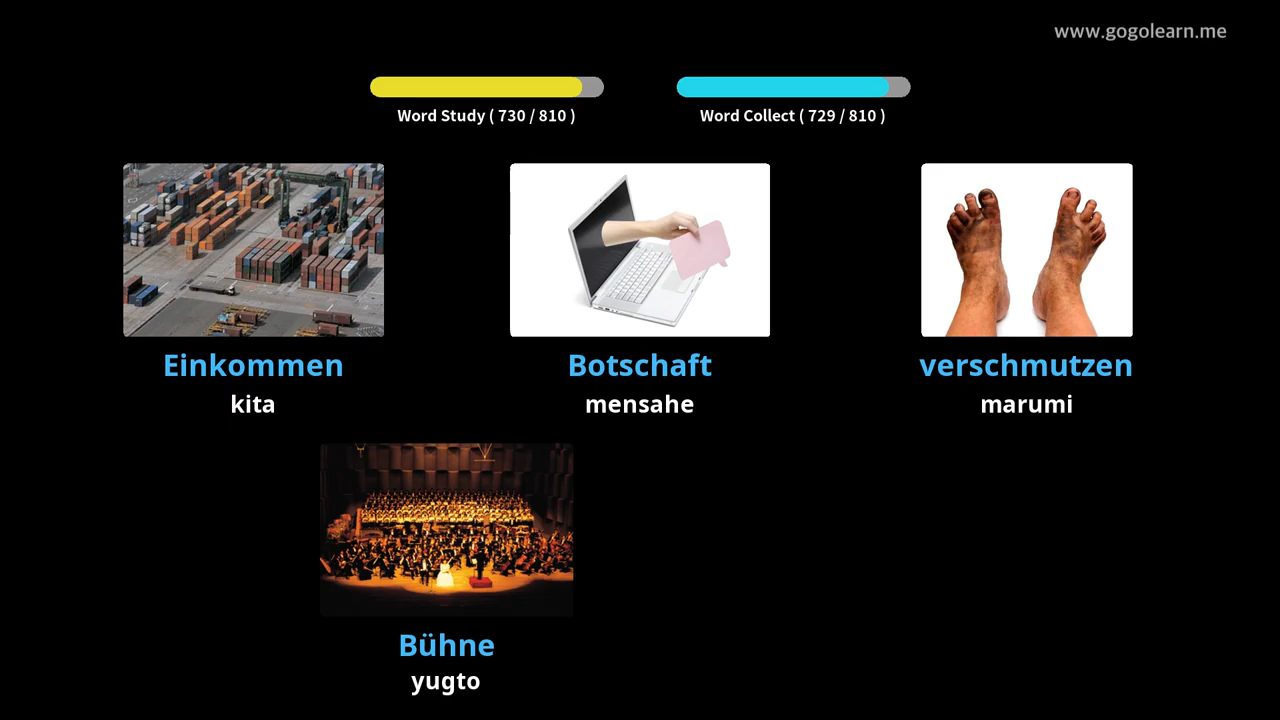 www.gogolearn.me
Word Study ( 730 / 810 )
Word Collect ( 729 / 810 )
Einkommen
kita
Botschaft
mensahe
verschmutzen
marumi
Bühne
yugto